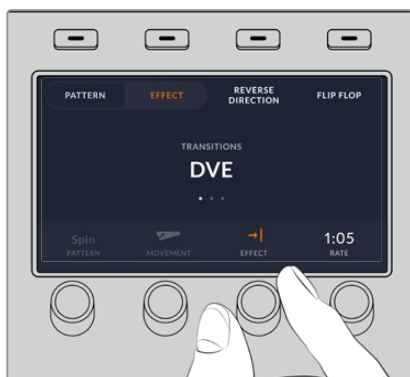 PATTERN
EFFECT
REVERSE
DIRECTION
FLIP FLOP
TRANSITIONS
DVE
Spin
1:05
PATTERN
MOVEMENT
EFFECT
RATE